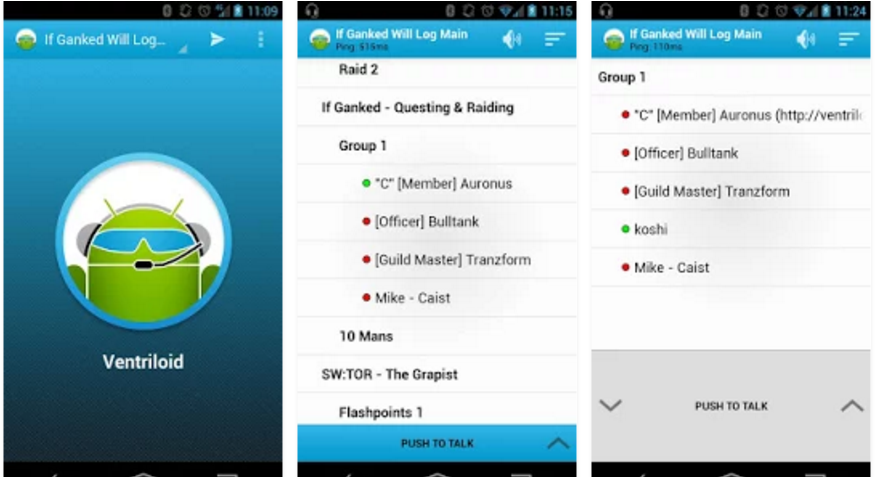 11:09
If Ganked Will Log...
Ventriloid
11:15
If Ganked Will Log Main
Ping: 515ms
Raid 2
If Ganked - Questing & Raiding
Group 1
"C" [Member] Auronus
[Officer] Bulltank
[Guild Master] Tranzform
Mike - Caist
10 Mans
SW:TOR - The Grapist
Flashpoints 1
PUSH TO TALK
11:24
If Ganked Will Log Main
Ping: 110ms
Group 1
"C" [Member] Auronus (http://ventril
[Officer] Bulltank
[Guild Master] Tranzform
koshi
Mike - Caist
PUSH TO TALK